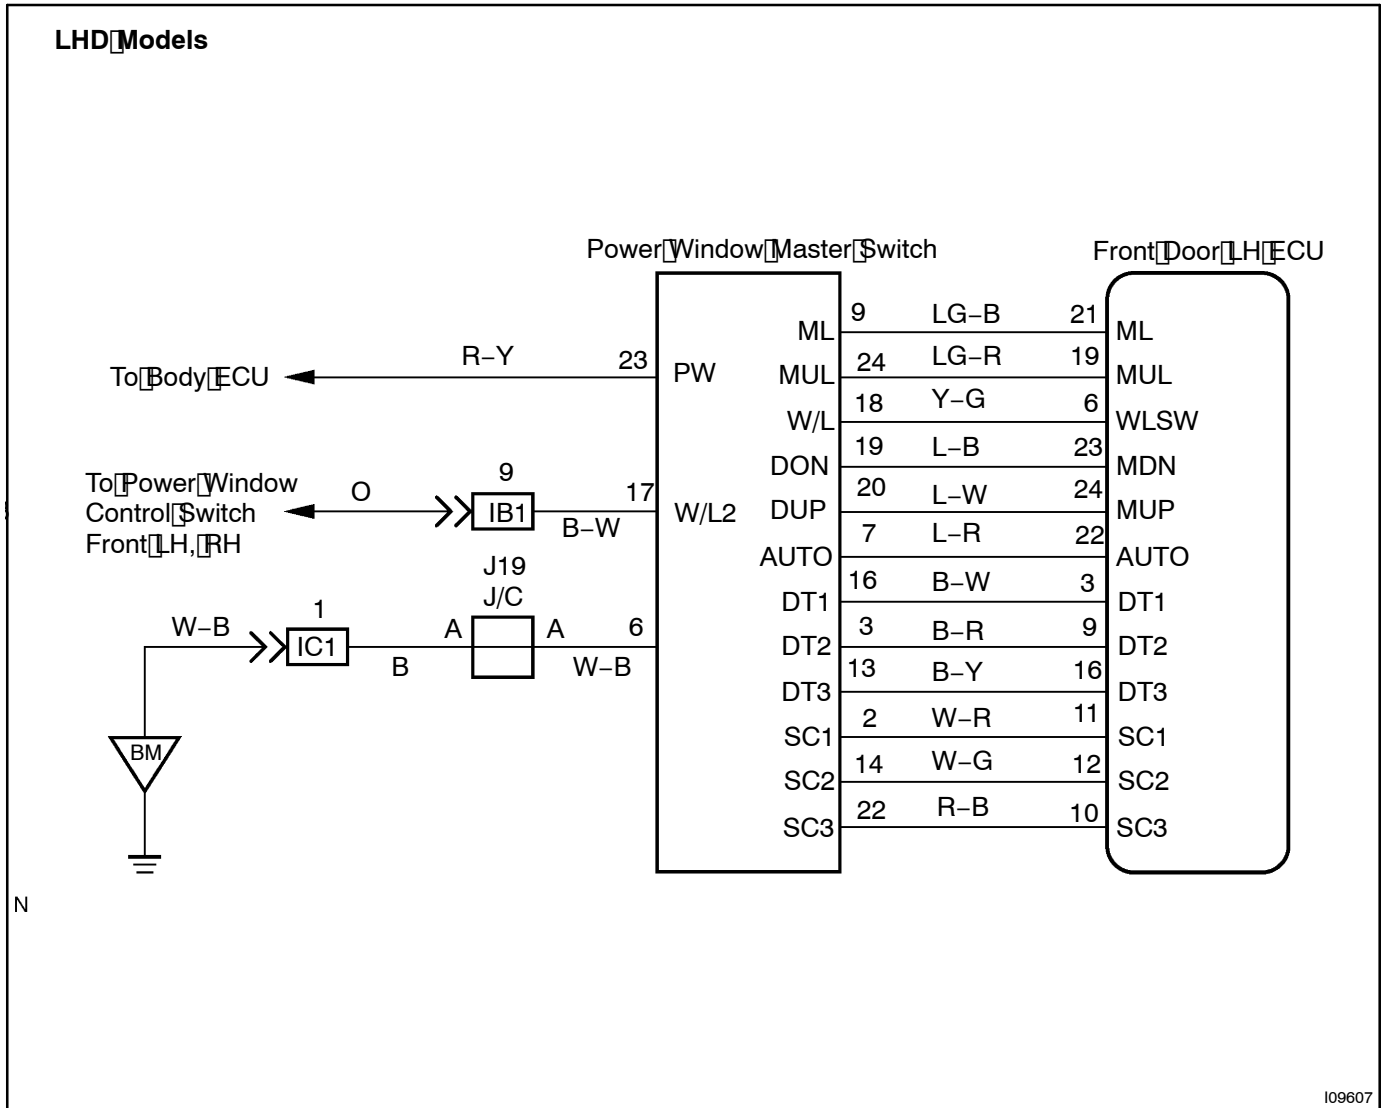 LHD Models
Power Window Master Switch
Front Door LH ECU
ML 9 LG-B 21 ML
To Body ECU R-Y 23 PW
MUL 24 LG-R 19 MUL
W/L 18 Y-G 6 WLSW
DON 19 L-B 23 MDN
To Power Window
Control Switch
Front LH, RH
O 9 IB1 B-W 17 W/L2
DUP 20 L-W 24 MUP
AUTO 7 L-R 22 AUTO
J19
J/C
DT1 16 B-W 3 DT1
W-B 1 IC1 B A A W-B 6
DT2 3 B-R 9 DT2
DT3 13 B-Y 16 DT3
SC1 2 W-R 11 SC1
BM
SC2 14 W-G 12 SC2
SC3 22 R-B 10 SC3
N
I09607